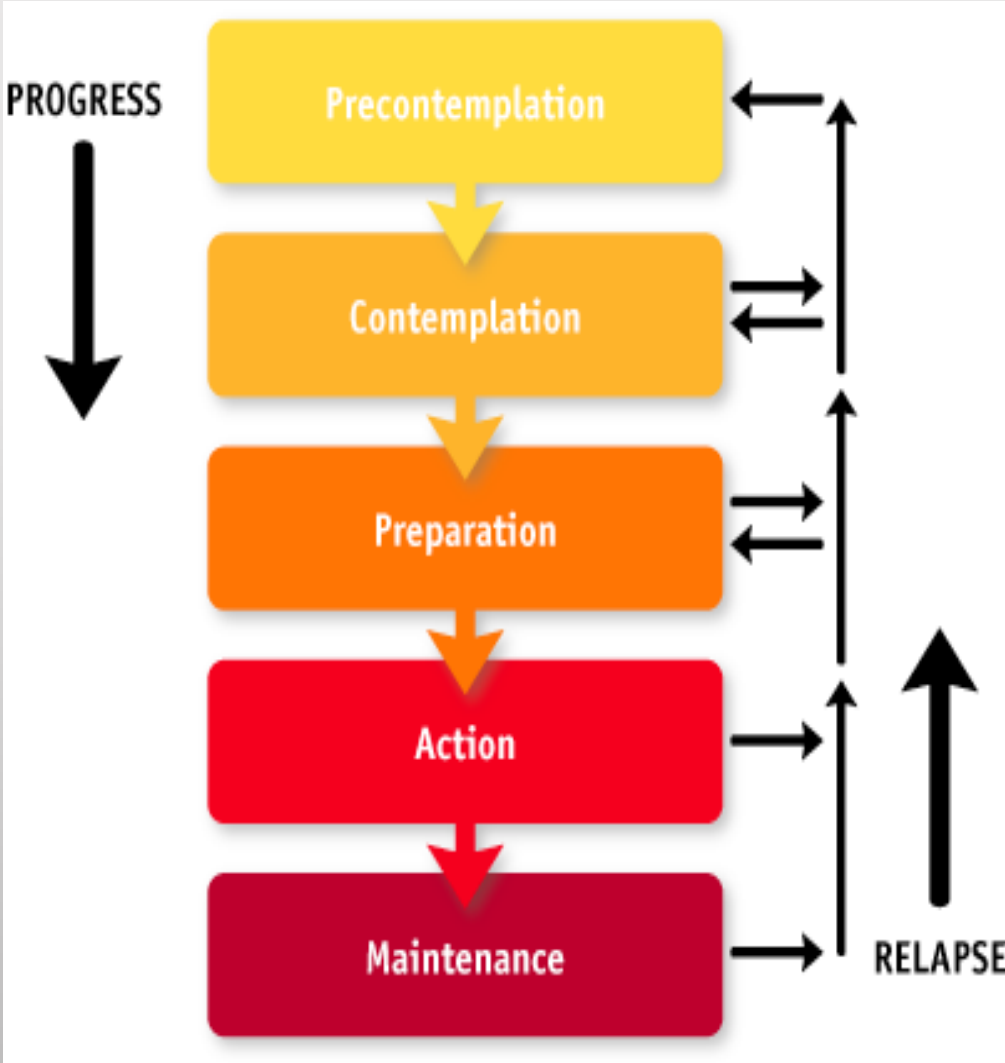 PROGRESS
Precontemplation
Contemplation
Preparation
Action
Maintenance
RELAPSE